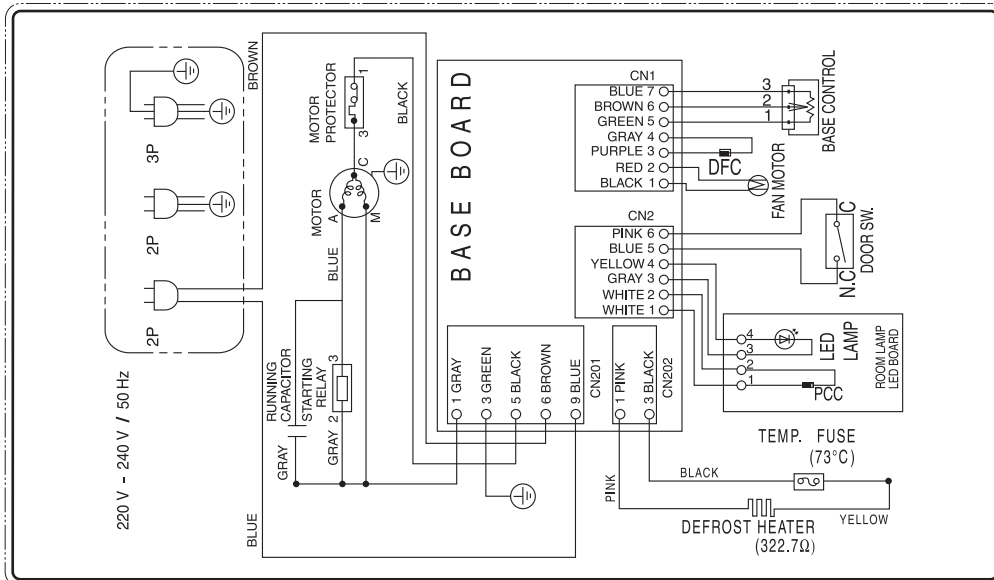 3P
2P
2P
220 V - 240 V / 50 Hz
BROWN
BLUE
MOTOR
PROTECTOR
1
3
BLACK
C
MOTOR
A
M
BLUE
RUNNING
CAPACITOR
STARTING
RELAY
3
2
GRAY
GRAY
BASE BOARD
CN1
BLUE 7
BROWN 6
GREEN 5
GRAY 4
PURPLE 3
RED 2
BLACK 1
3
2
1
BASE CONTROL
DFC
FAN MOTOR
CN2
PINK 6
BLUE 5
YELLOW 4
GRAY 3
WHITE 2
WHITE 1
C
N.C
DOOR SW.
4
3
2
1
LED
LAMP
ROOM LAMP
LED BOARD
PCC
1 GRAY
3 GREEN
5 BLACK
6 BROWN
9 BLUE
CN201
1 PINK
3 BLACK
CN202
TEMP. FUSE
(73°C)
BLACK
PINK
DEFROST HEATER
(322.7Ω)
YELLOW